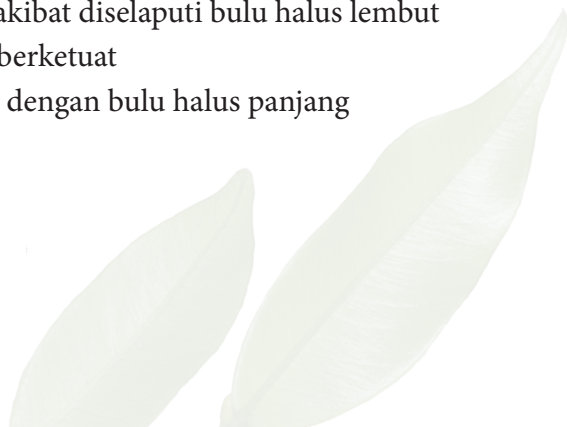 akibat diselaputi bulu halus lembut
berketuat
dengan bulu halus panjang